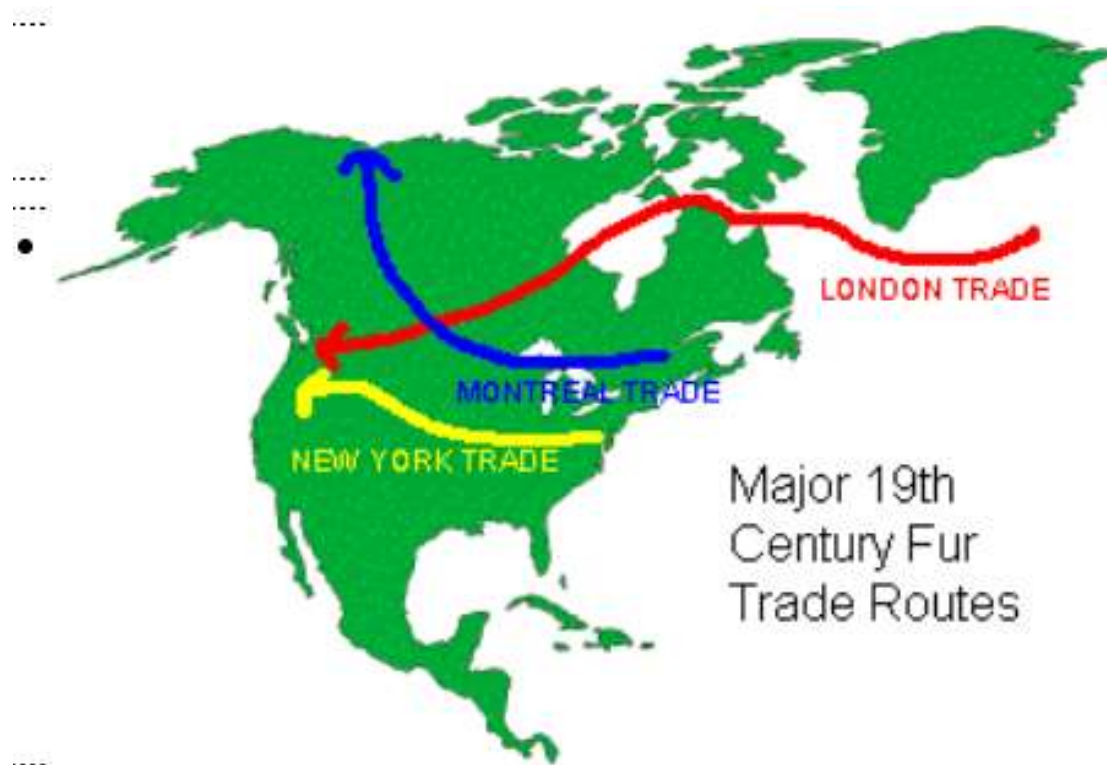 LONDON TRADE
MONTREAL TRADE
NEW YORK TRADE
Major 19th
Century Fur
Trade Routes